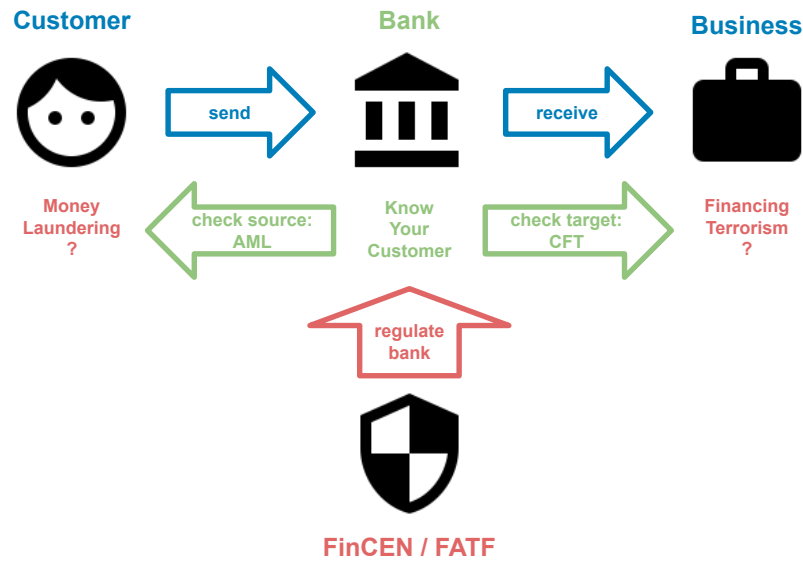 Customer
Bank
Business
send
receive
Money
Laundering
?
check source:
AML
Know
Your
Customer
check target:
CFT
Financing
Terrorism
?
regulate
bank
FinCEN / FATF